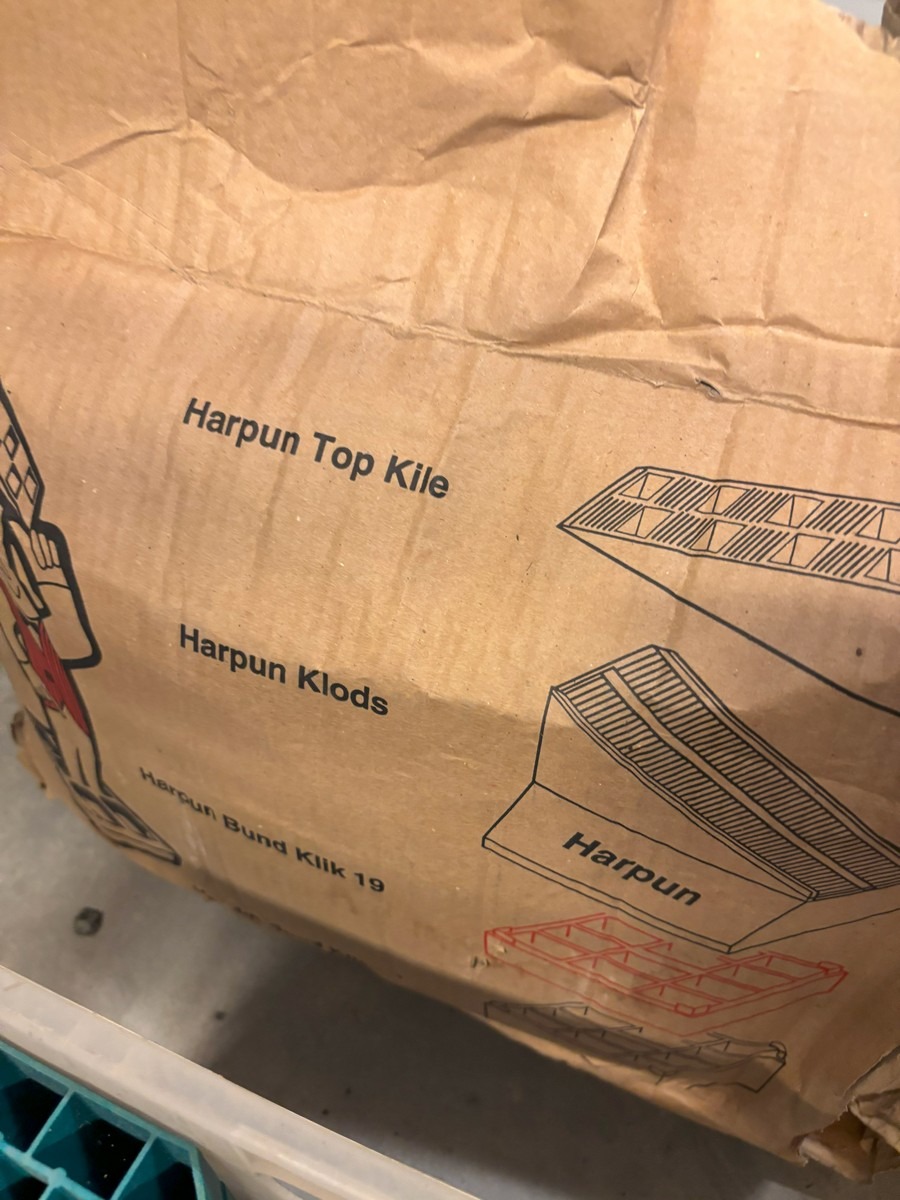 Harpun Top Kile
Harpun Klods
Harpun
Harpun Bund Klik 19